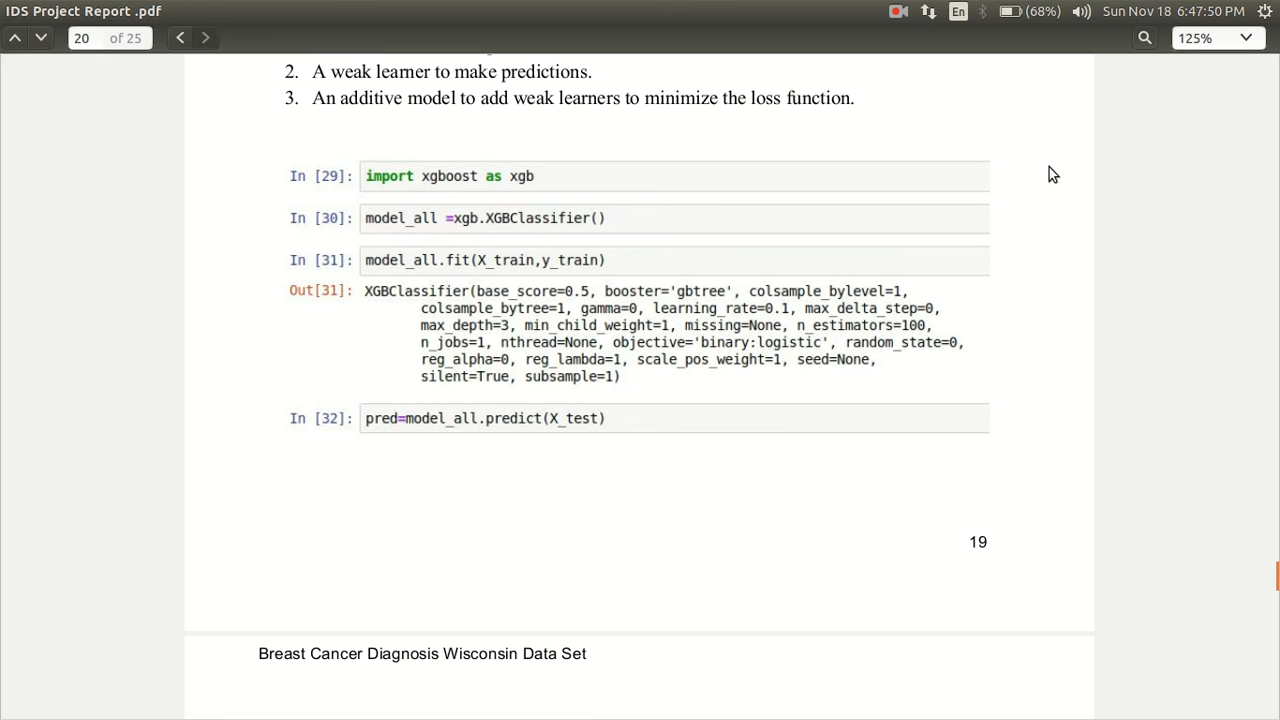 IDS Project Report .pdf
En (68%) Sun Nov 18 6:47:50 PM
20 of 25 125%
2. A weak learner to make predictions.
3. An additive model to add weak learners to minimize the loss function.
In [29]: import xgboost as xgb
In [30]: model_all =xgb.XGBClassifier()
In [31]: model_all.fit(X_train,y_train)
Out[31]: XGBClassifier(base_score=0.5, booster='gbtree', colsample_bylevel=1,
colsample_bytree=1, gamma=0, learning_rate=0.1, max_delta_step=0,
max_depth=3, min_child_weight=1, missing=None, n_estimators=100,
n_jobs=1, nthread=None, objective='binary:logistic', random_state=0,
reg_alpha=0, reg_lambda=1, scale_pos_weight=1, seed=None,
silent=True, subsample=1)
In [32]: pred=model_all.predict(X_test)
19
Breast Cancer Diagnosis Wisconsin Data Set